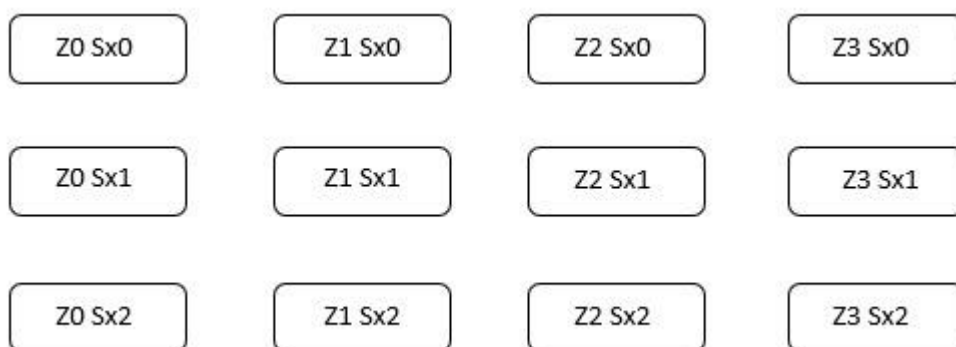 Z0 Sx0 Z1 Sx0 Z2 Sx0 Z3 Sx0
Z0 Sx1 Z1 Sx1 Z2 Sx1 Z3 Sx1
Z0 Sx2 Z1 Sx2 Z2 Sx2 Z3 Sx2